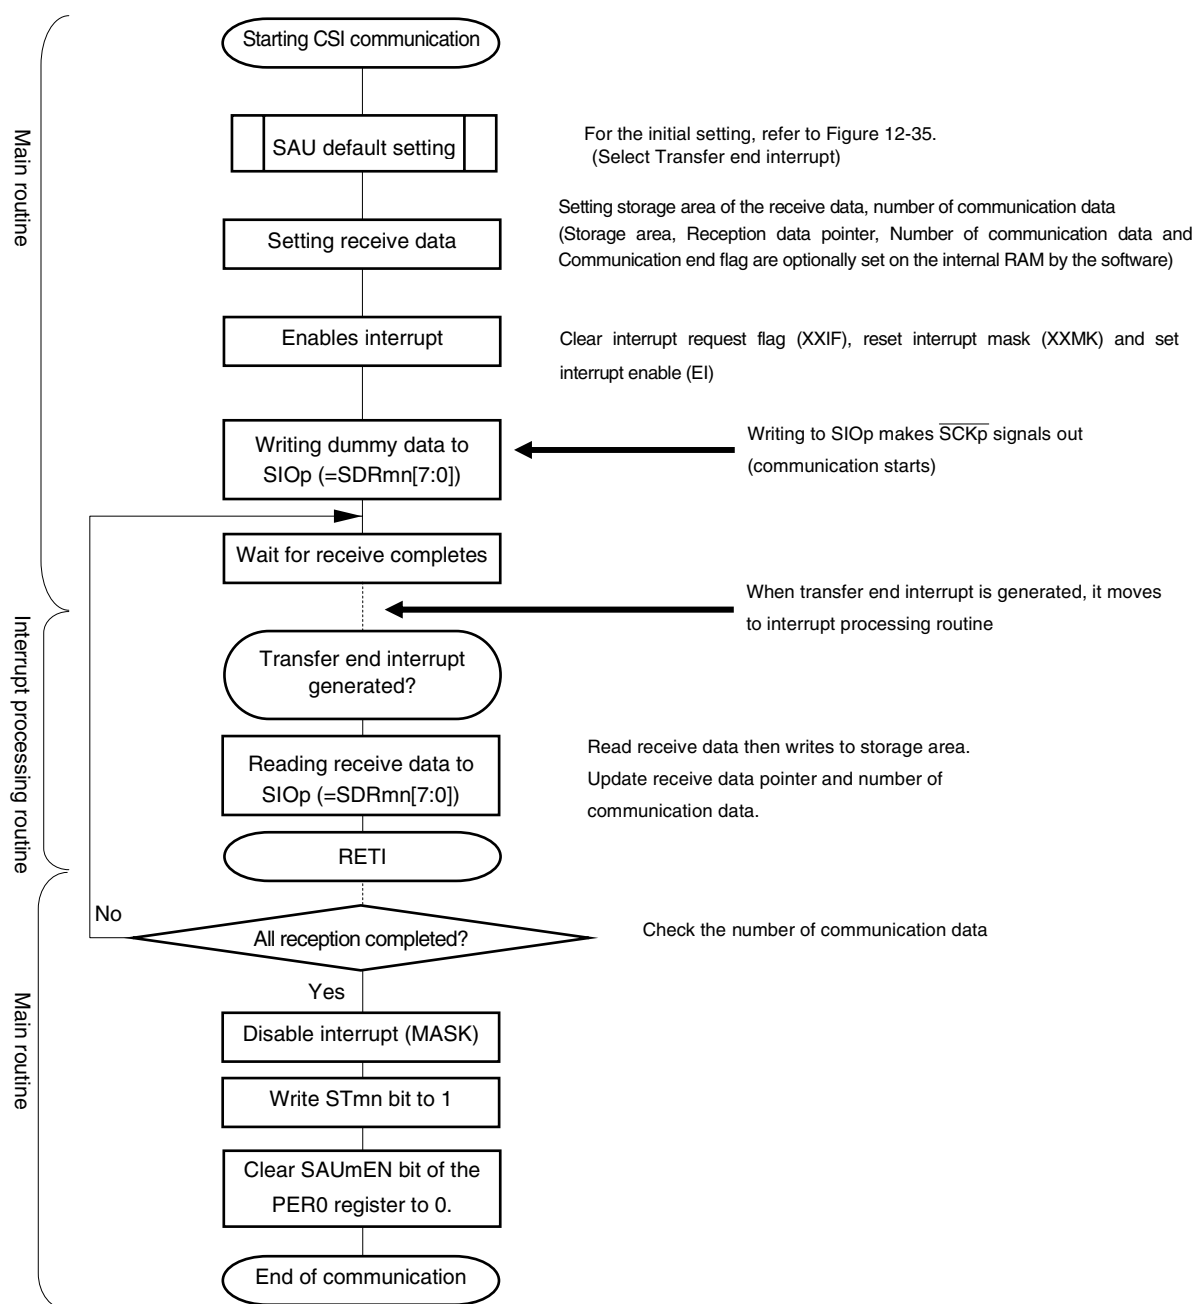 Starting CSI communication
Main routine
SAU default setting
For the initial setting, refer to Figure 12-35.
(Select Transfer end interrupt)
Setting receive data
Setting storage area of the receive data, number of communication data
(Storage area, Reception data pointer, Number of communication data and
Communication end flag are optionally set on the internal RAM by the software)
Enables interrupt
Clear interrupt request flag (XXIF), reset interrupt mask (XXMK) and set
interrupt enable (EI)
Writing dummy data to
SIOp (=SDRmn[7:0])
Writing to SIOp makes SCKp signals out
(communication starts)
Wait for receive completes
When transfer end interrupt is generated, it moves
to interrupt processing routine
Interrupt processing routine
Transfer end interrupt
generated?
Reading receive data to
SIOp (=SDRmn[7:0])
Read receive data then writes to storage area.
Update receive data pointer and number of
communication data.
RETI
No
All reception completed?
Check the number of communication data
Yes
Main routine
Disable interrupt (MASK)
Write STmn bit to 1
Clear SAUmEN bit of the
PER0 register to 0.
End of communication